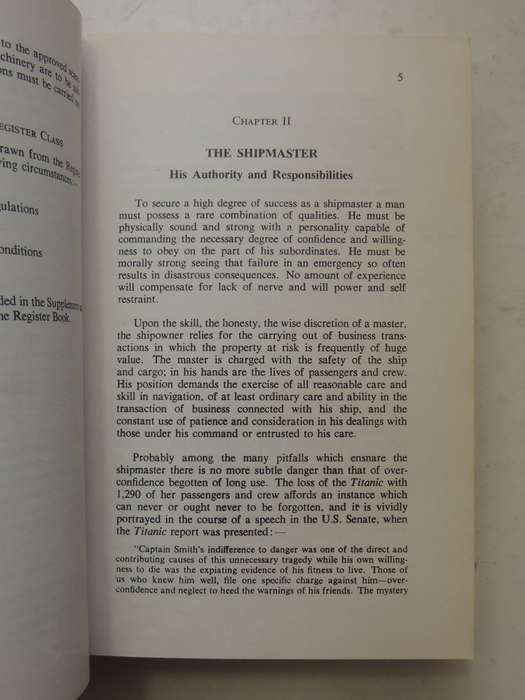 to the approved
chinery are to be
ons must be carried
REGISTER CLASS
rawn from the
ving circumstances:—
gulations
onditions
ded in the Supplement
he Register Book.
5
CHAPTER II
THE SHIPMASTER
His Authority and Responsibilities
To secure a high degree of success as a shipmaster a man
must possess a rare combination of qualities. He must be
physically sound and strong with a personality capable of
commanding the necessary degree of confidence and willing-
ness to obey on the part of his subordinates. He must be
morally strong seeing that failure in an emergency so often
results in disastrous consequences. No amount of experience
will compensate for lack of nerve and will power and self
restraint.
Upon the skill, the honesty, the wise discretion of a master,
the shipowner relies for the carrying out of business trans-
actions in which the property at risk is frequently of huge
value. The master is charged with the safety of the ship
and cargo; in his hands are the lives of passengers and crew.
His position demands the exercise of all reasonable care and
skill in navigation, of at least ordinary care and ability in the
transaction of business connected with his ship, and the
constant use of patience and consideration in his dealings with
those under his command or entrusted to his care.
Probably among the many pitfalls which ensnare the
shipmaster there is no more subtle danger than that of over-
confidence begotten of long use. The loss of the Titanic with
1,290 of her passengers and crew affords an instance which
can never or ought never to be forgotten, and it is vividly
portrayed in the course of a speech in the U.S. Senate, when
the Titanic report was presented:—
"Captain Smith's indifference to danger was one of the direct and
contributing causes of this unnecessary tragedy while his own willing-
ness to die was the expiating evidence of his fitness to live. Those of
us who knew him well, file one specific charge against him—over-
confidence and neglect to heed the warnings of his friends. The mystery